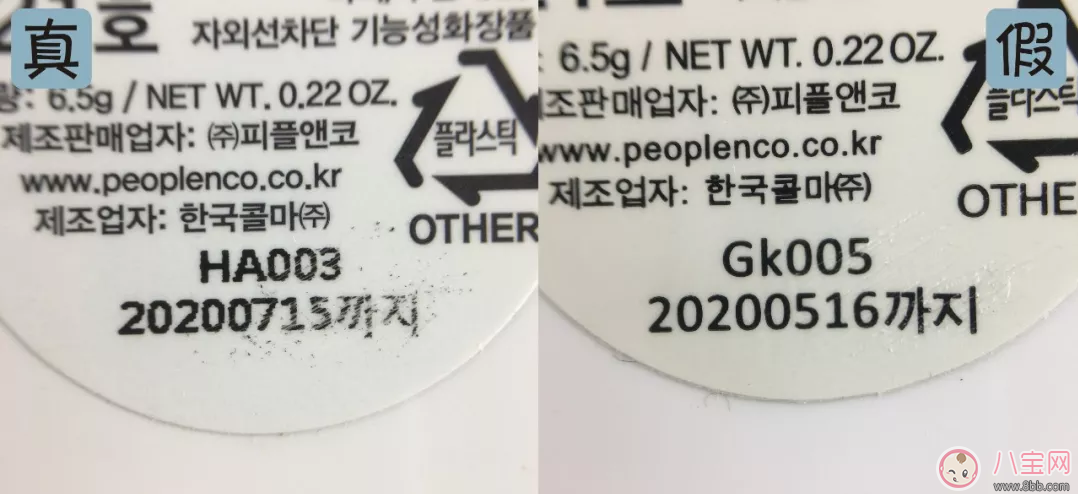 真
호
자외선차단 기능성화장품
: 6.5g / NET WT. 0.22 OZ.
제조판매업자: ㈜피플앤코
www.peoplenco.co.kr
제조업자: 한국콜마㈜
플라스틱
OTHER
HA003
20200715까지
假
: 6.5g / NET WT. 0.22 OZ.
조판매업자: ㈜피플앤코
www.peoplenco.co.kr
제조업자: 한국콜마㈜
플라스틱
OTHE
Gk005
20200516까지
八宝网
www.8bb.com